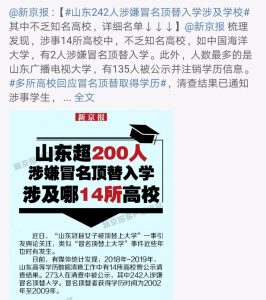 @新京报：【#山东242人涉嫌冒名顶替入学涉及学校#
其中不乏知名高校，详细名单↓↓↓】@新京报 梳理
发现，涉事14所高校中，不乏知名高校，如中国海洋
大学，有2人涉嫌冒名顶替入学。此外，人数最多的是
山东广播电视大学，有135人被公示并注销学历信息。
#多所高校回应冒名顶替取得学历#，清查结果已通知
涉事学生，... 全文
新京报
山东超200人
涉嫌冒名顶替入学
涉及哪14所高校
近日，“山东冠县女子被顶替上大学”一事引
发舆论关注，类似“冒名顶替上大学”事件近些年
也时有发生。
日前，有媒体统计发现，2018年-2019年，
山东高等学历数据清查工作中有14所高校曾公示清
查结果。273人在清查中被公示，其中242人涉嫌
冒名顶替入学。冒名顶替者获得学历时间为2002
年至2009年。